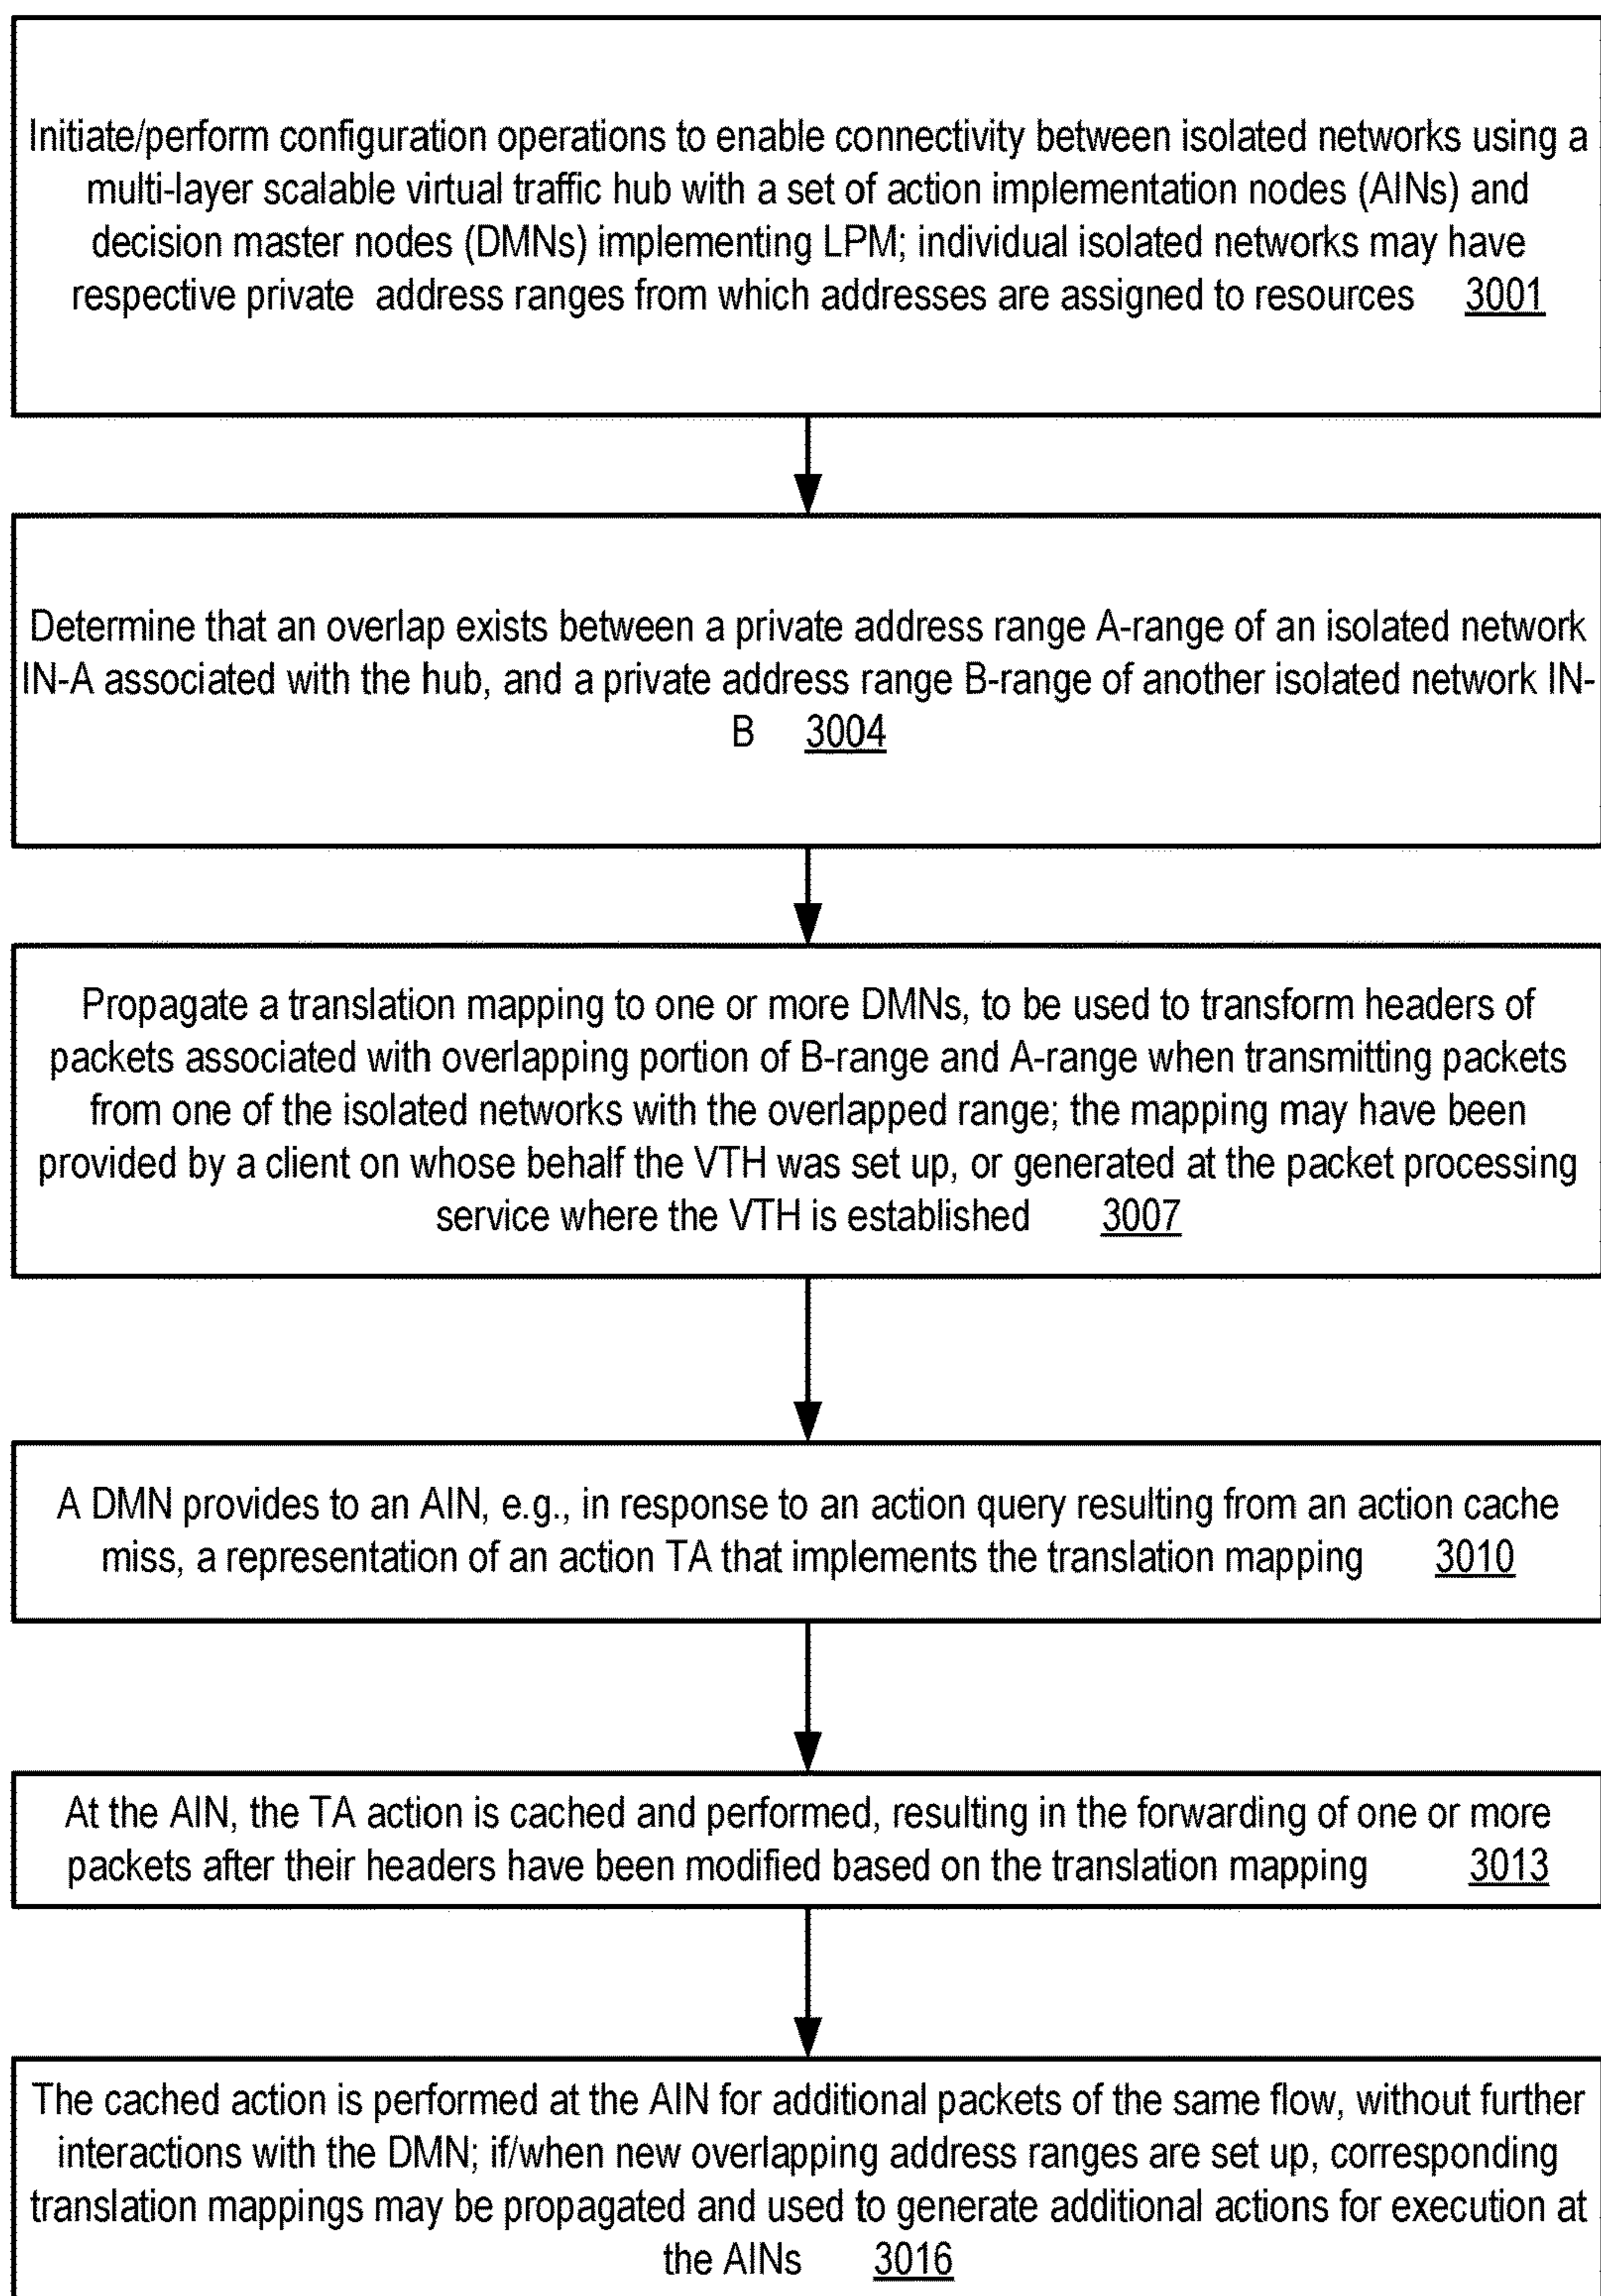 Initiate/perform configuration operations to enable connectivity between isolated networks using a
multi-layer scalable virtual traffic hub with a set of action implementation nodes (AINs) and
decision master nodes (DMNs) implementing LPM; individual isolated networks may have
respective private address ranges from which addresses are assigned to resources 3001
Determine that an overlap exists between a private address range A-range of an isolated network
IN-A associated with the hub, and a private address range B-range of another isolated network IN-
B 3004
Propagate a translation mapping to one or more DMNs, to be used to transform headers of
packets associated with overlapping portion of B-range and A-range when transmitting packets
from one of the isolated networks with the overlapped range; the mapping may have been
provided by a client on whose behalf the VTH was set up, or generated at the packet processing
service where the VTH is established 3007
A DMN provides to an AIN, e.g., in response to an action query resulting from an action cache
miss, a representation of an action TA that implements the translation mapping 3010
At the AIN, the TA action is cached and performed, resulting in the forwarding of one or more
packets after their headers have been modified based on the translation mapping 3013
The cached action is performed at the AIN for additional packets of the same flow, without further
interactions with the DMN; if/when new overlapping address ranges are set up, corresponding
translation mappings may be propagated and used to generate additional actions for execution at
the AINs 3016